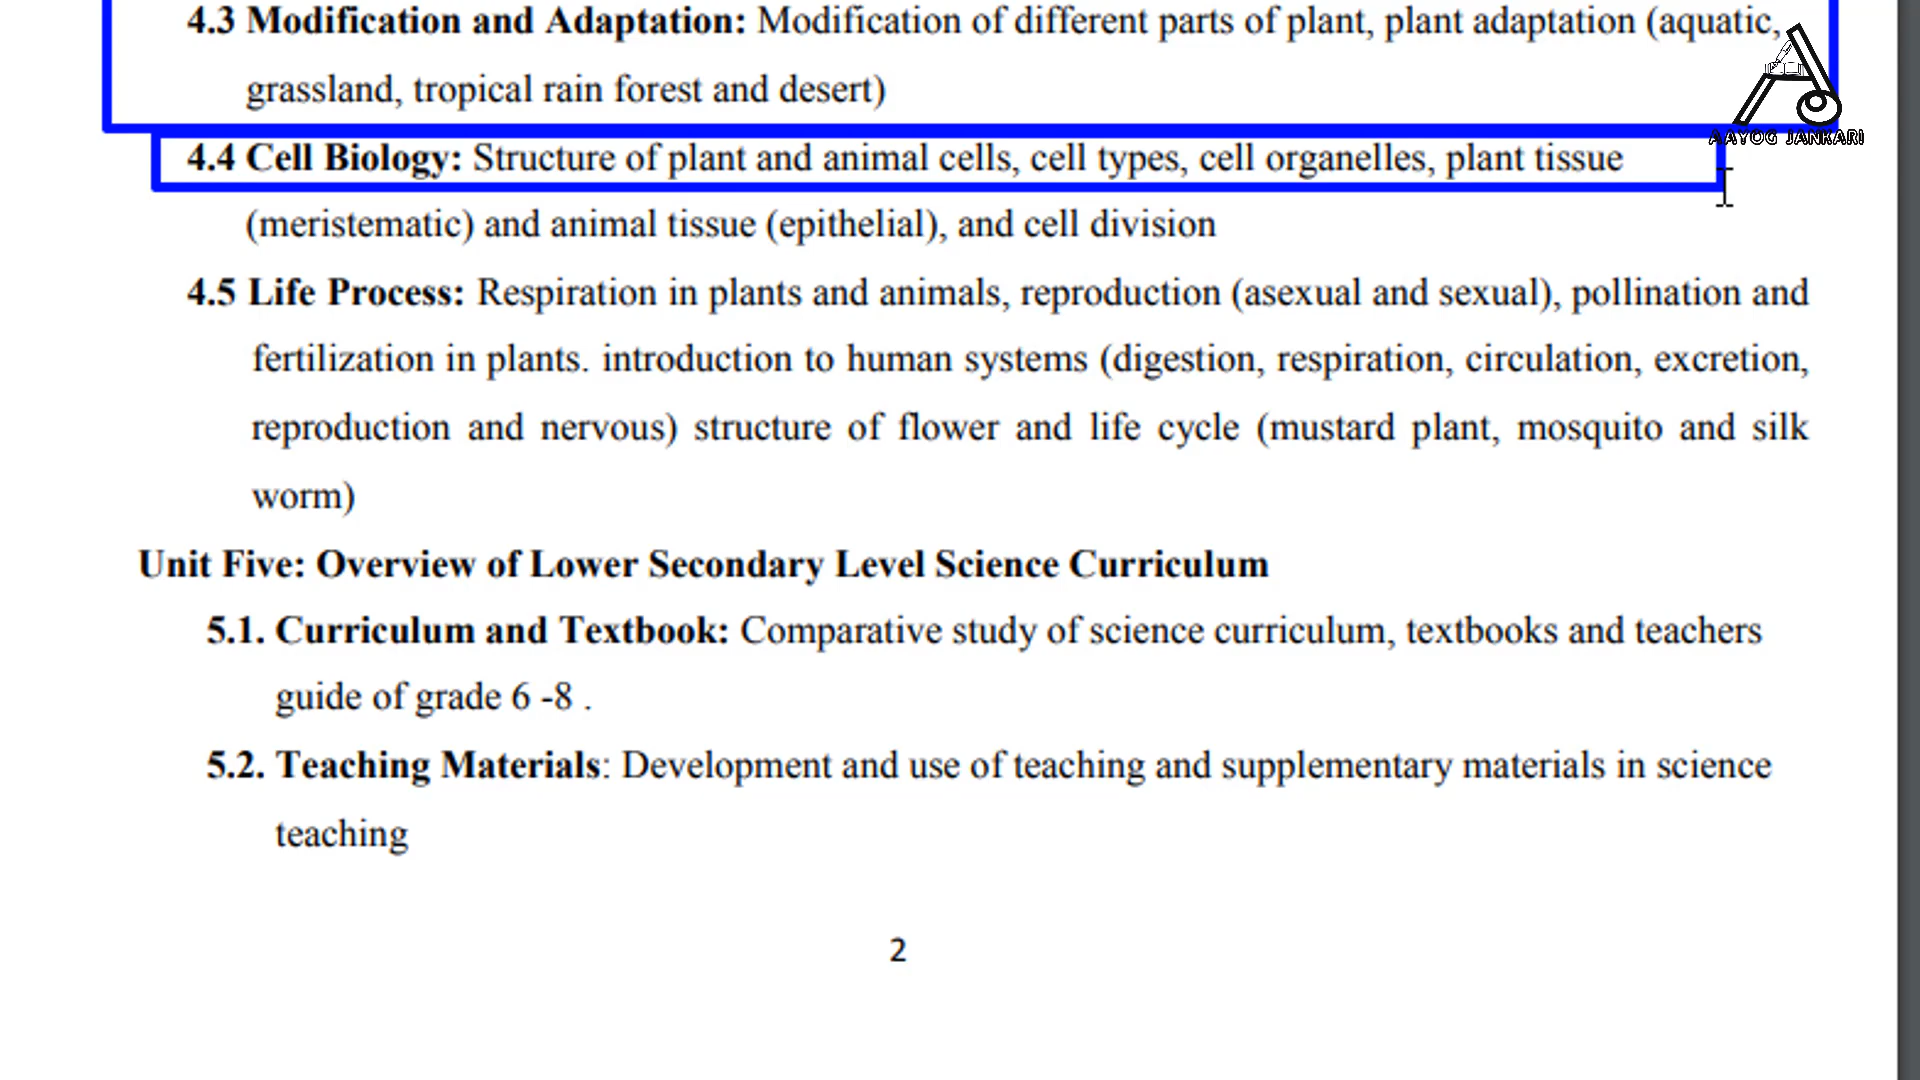 4.3 Modification and Adaptation: Modification of different parts of plant, plant adaptation (aquatic,
grassland, tropical rain forest and desert)
AAYOG JANKARI
4.4 Cell Biology: Structure of plant and animal cells, cell types, cell organelles, plant tissue
(meristematic) and animal tissue (epithelial), and cell division
4.5 Life Process: Respiration in plants and animals, reproduction (asexual and sexual), pollination and
fertilization in plants. introduction to human systems (digestion, respiration, circulation, excretion,
reproduction and nervous) structure of flower and life cycle (mustard plant, mosquito and silk
worm)
Unit Five: Overview of Lower Secondary Level Science Curriculum
5.1. Curriculum and Textbook: Comparative study of science curriculum, textbooks and teachers
guide of grade 6 -8 .
5.2. Teaching Materials: Development and use of teaching and supplementary materials in science
teaching
2